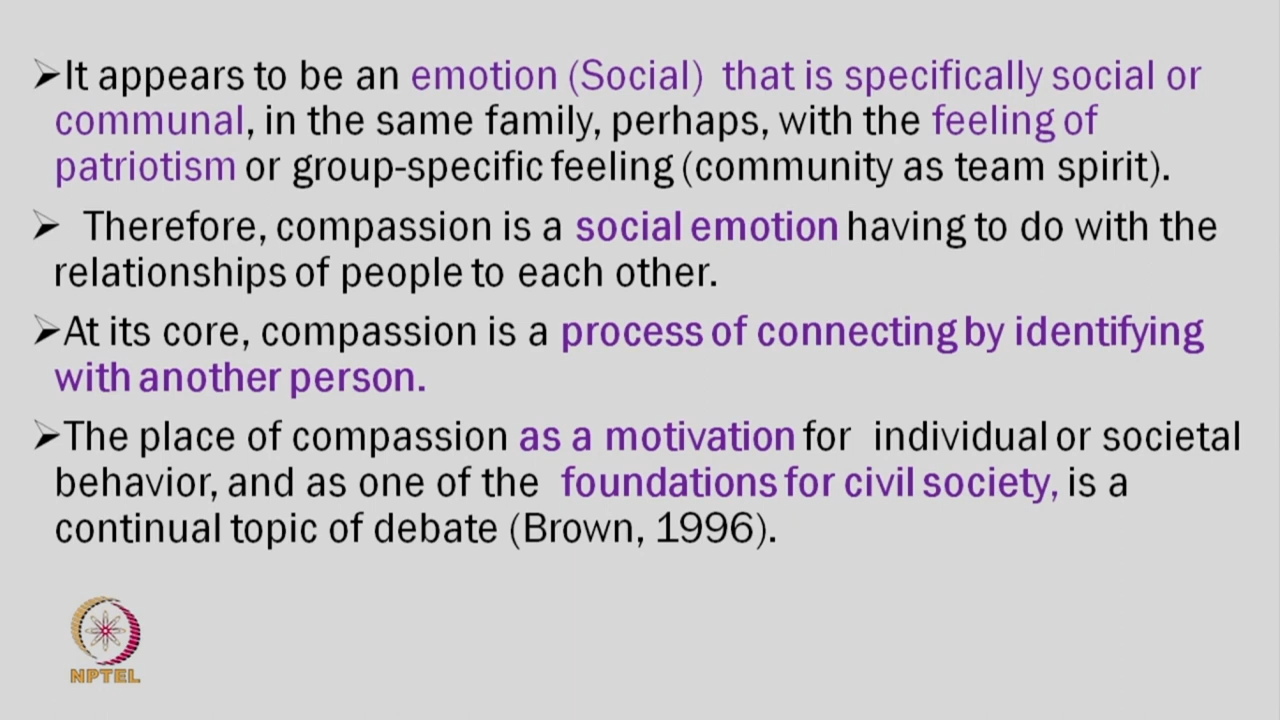 ➢It appears to be an emotion (Social) that is specifically social or
communal, in the same family, perhaps, with the feeling of
patriotism or group-specific feeling (community as team spirit).
➢ Therefore, compassion is a social emotion having to do with the
relationships of people to each other.
➢At its core, compassion is a process of connecting by identifying
with another person.
➢The place of compassion as a motivation for individual or societal
behavior, and as one of the foundations for civil society, is a
continual topic of debate (Brown, 1996).
NPTEL